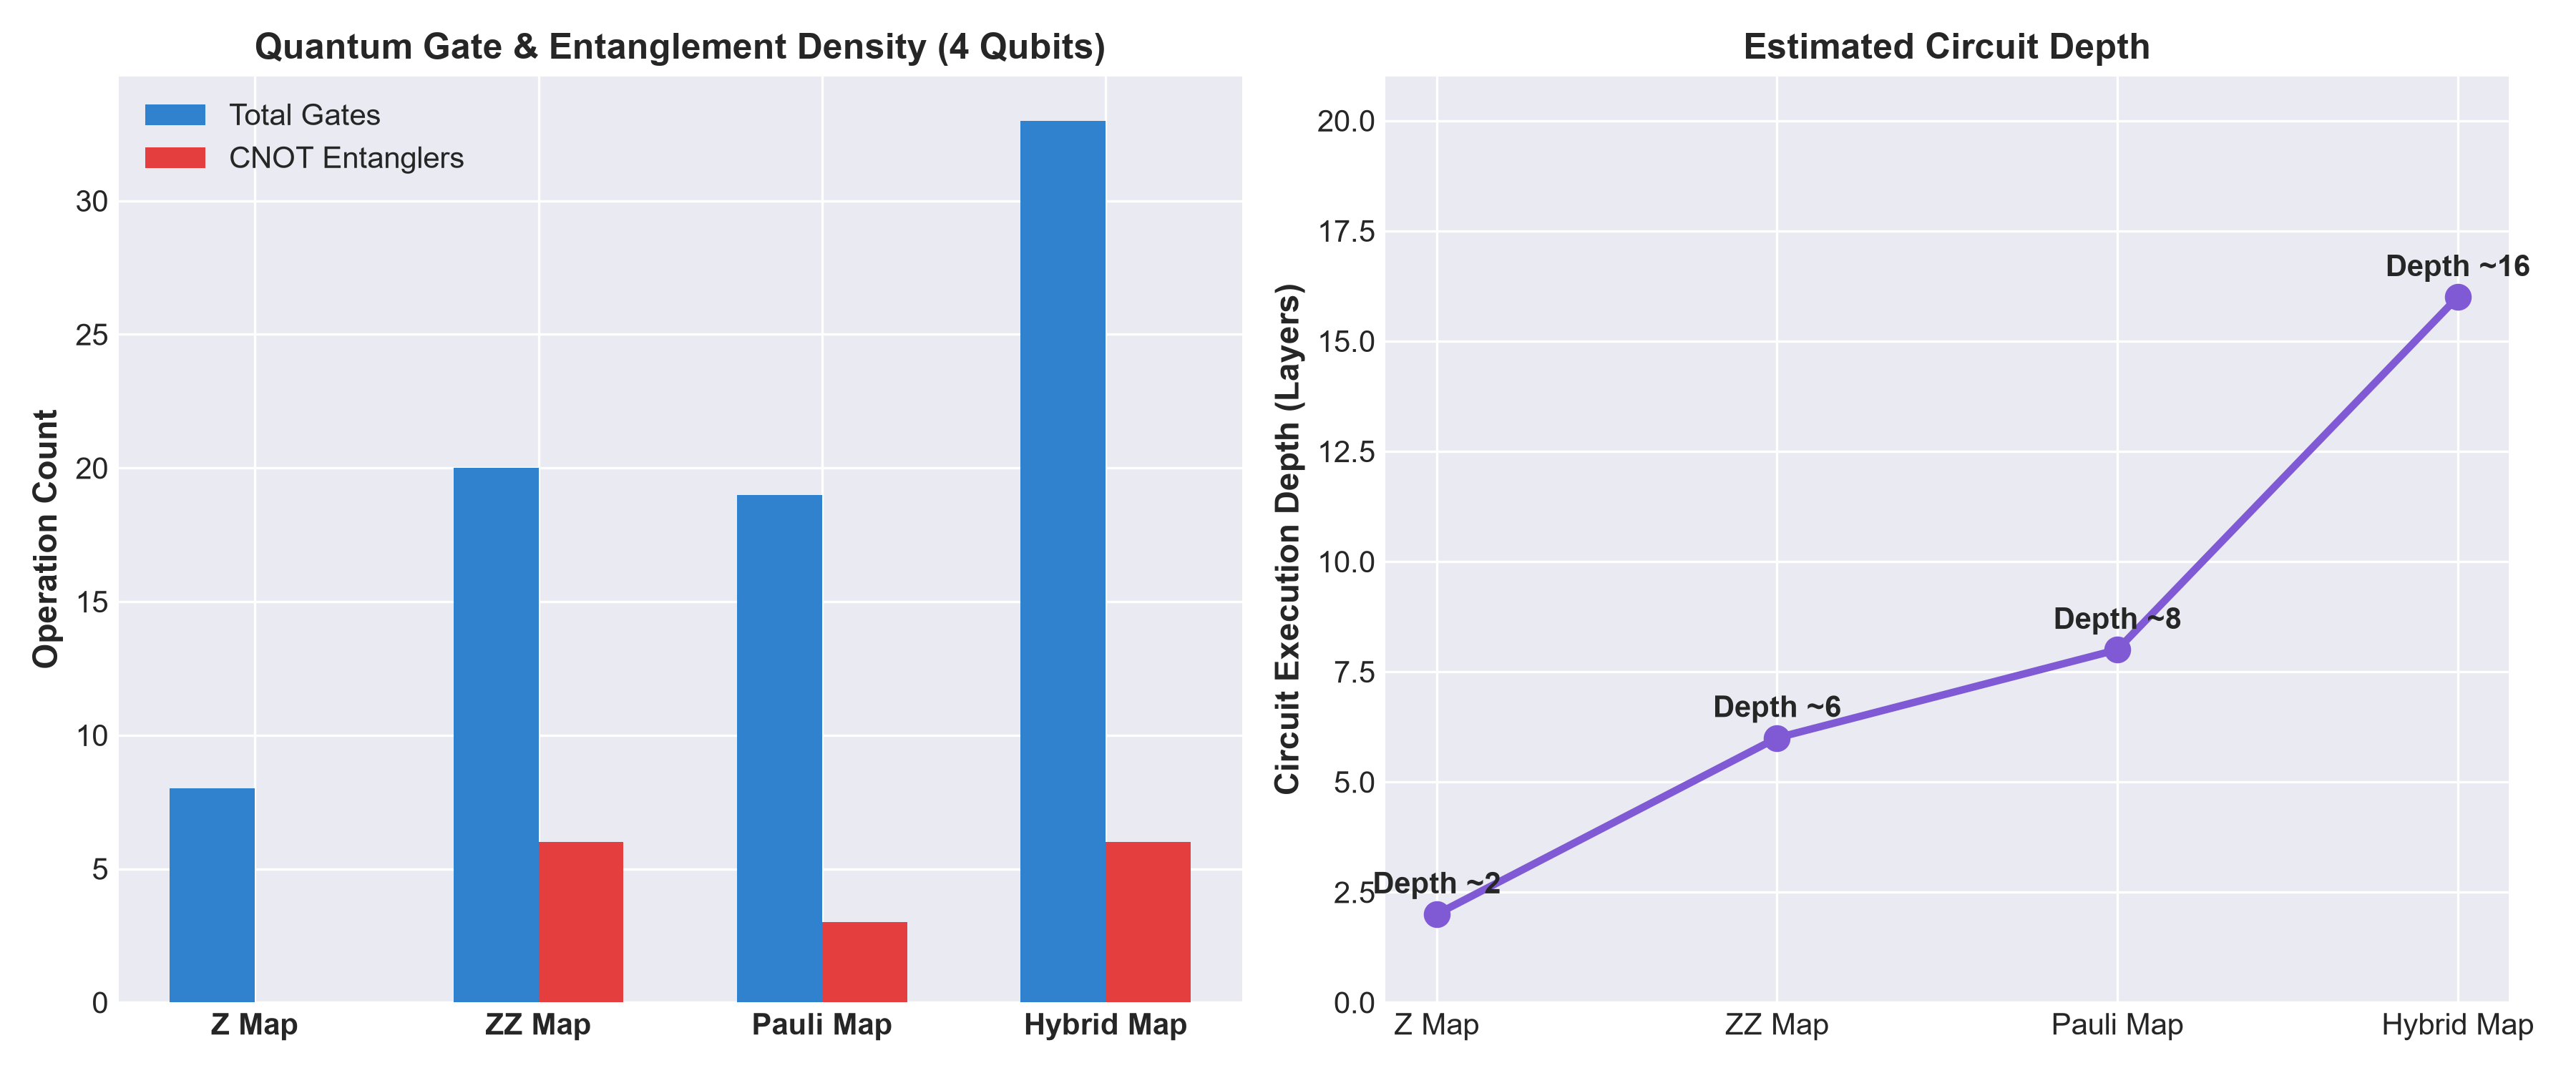 Quantum Gate & Entanglement Density (4 Qubits)
Total Gates
CNOT Entanglers
Operation Count
30
25
20
15
10
5
0
Z Map
ZZ Map
Pauli Map
Hybrid Map
Estimated Circuit Depth
Circuit Execution Depth (Layers)
20.0
17.5
15.0
12.5
10.0
7.5
5.0
2.5
0.0
Depth ~2
Depth ~6
Depth ~8
Depth ~16
Z Map
ZZ Map
Pauli Map
Hybrid Map